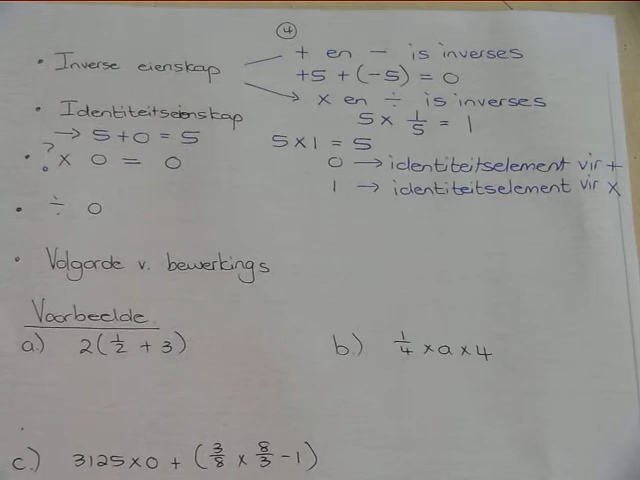 ④
• Inverse eienskap
+ en - is inverses
+5 + (-5) = 0
x en ÷ is inverses
5 x 1/5 = 1
• Identiteitseienskap
→ 5 + 0 = 5
5 x 1 = 5
0 → identiteitselement vir +
1 → identiteitselement vir x
• ? x 0 = 0
• ÷ 0
• Volgorde v. bewerkings
Voorbeelde
a.) 2(1/2 + 3)
b.) 1/4 x a x 4
c.) 3125 x 0 + (3/8 x 8/3 - 1)